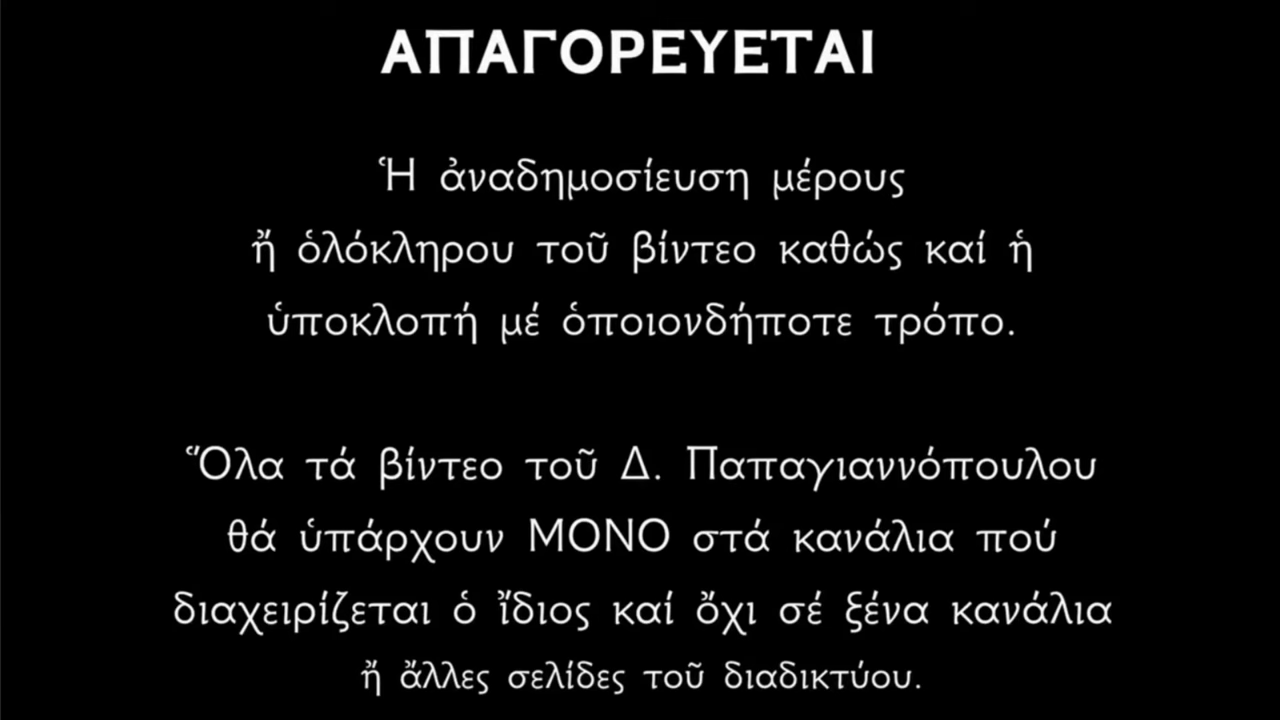 ΑΠΑΓΟΡΕΥΕΤΑΙ
Ἡ ἀναδημοσίευση μέρους
ἤ ὁλόκληρου τοῦ βίντεο καθώς καί ἡ
ὑποκλοπή μέ ὁποιονδήποτε τρόπο.
Ὅλα τά βίντεο τοῦ Δ. Παπαγιαννόπουλου
θά ὑπάρχουν ΜΟΝΟ στά κανάλια πού
διαχειρίζεται ὁ ἴδιος καί ὄχι σέ ξένα κανάλια
ἤ ἄλλες σελίδες τοῦ διαδικτύου.